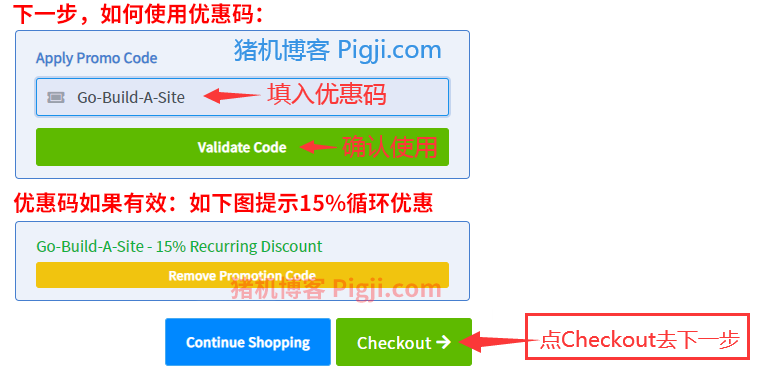 下一步，如何使用优惠码：
Apply Promo Code
猪机博客 Pigji.com
Go-Build-A-Site
填入优惠码
Validate Code
确认使用
优惠码如果有效：如下图提示15%循环优惠
Go-Build-A-Site - 15% Recurring Discount
Remove Promotion Code
猪机博客 Pigji.com
Continue Shopping
Checkout
点Checkout去下一步